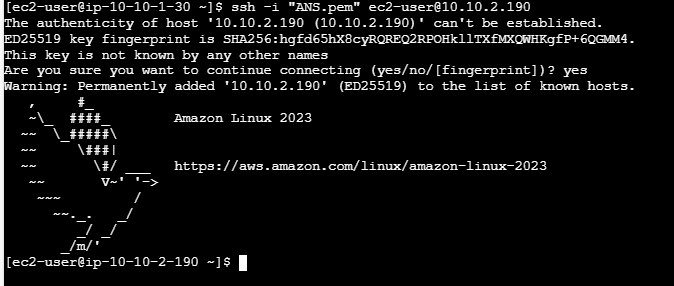 [ec2-user@ip-10-10-1-30 ~]$ ssh -i "ANS.pem" ec2-user@10.10.2.190
The authenticity of host '10.10.2.190 (10.10.2.190)' can't be established.
ED25519 key fingerprint is SHA256:hgfd65hX8cyRQREQ2RPOHkllTXfMXQWHKgfP+6QGMM4.
This key is not known by any other names
Are you sure you want to continue connecting (yes/no/[fingerprint])? yes
Warning: Permanently added '10.10.2.190' (ED25519) to the list of known hosts.
   ,     #_
   ~\_  ####_        Amazon Linux 2023
  ~~  \_#####\
  ~~     \###|
  ~~       \#/ ___   https://aws.amazon.com/linux/amazon-linux-2023
   ~~       V~' '->
    ~~~         /
      ~~._.   _/
         _/ _/
       _/m/'
[ec2-user@ip-10-10-2-190 ~]$